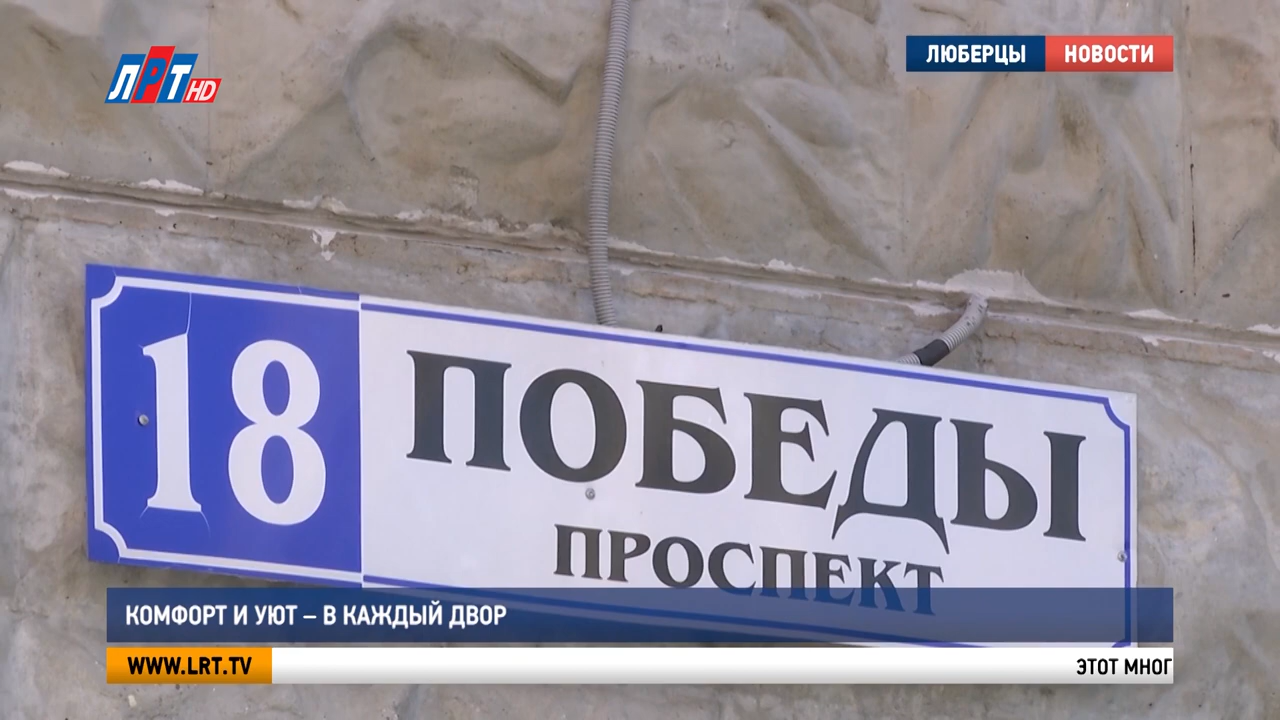 ЛРТ HD
ЛЮБЕРЦЫ НОВОСТИ
18 ПОБЕДЫ
ПРОСПЕКТ
КОМФОРТ И УЮТ – В КАЖДЫЙ ДВОР
WWW.LRT.TV ЭТОТ МНОГ